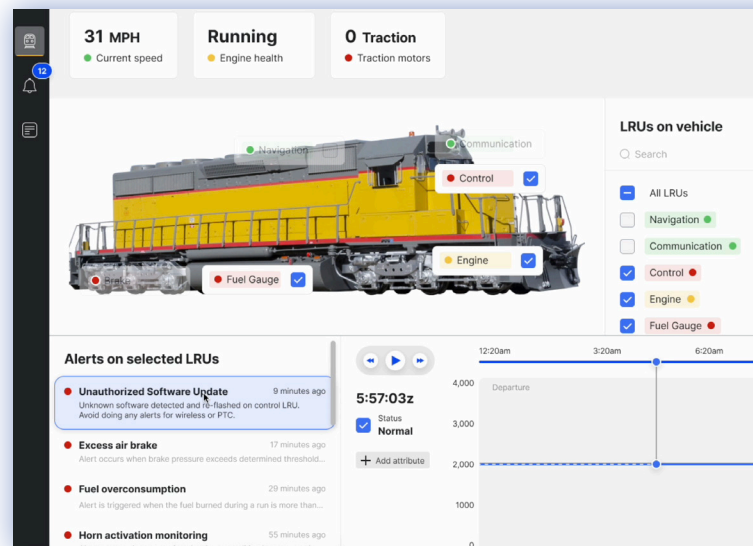 31 MPH
Current speed
Running
Engine health
0 Traction
Traction motors
12
Navigation
Communication
Control
Engine
Brake
Fuel Gauge
LRUs on vehicle
Search
All LRUs
Navigation
Communication
Control
Engine
Fuel Gauge
Alerts on selected LRUs
Unauthorized Software Update 9 minutes ago
Unknown software detected and re-flashed on control LRU.
Avoid doing any alerts for wireless or PTC.
Excess air brake 17 minutes ago
Alert occurs when brake pressure exceeds determined threshold...
Fuel overconsumption 29 minutes ago
Alert is triggered when the fuel burned during a run is more than...
Horn activation monitoring 55 minutes ago
5:57:03z
Status
Normal
Add attribute
12:20am 3:20am 6:20am
Departure
4,000
3,000
2,000
1000
0